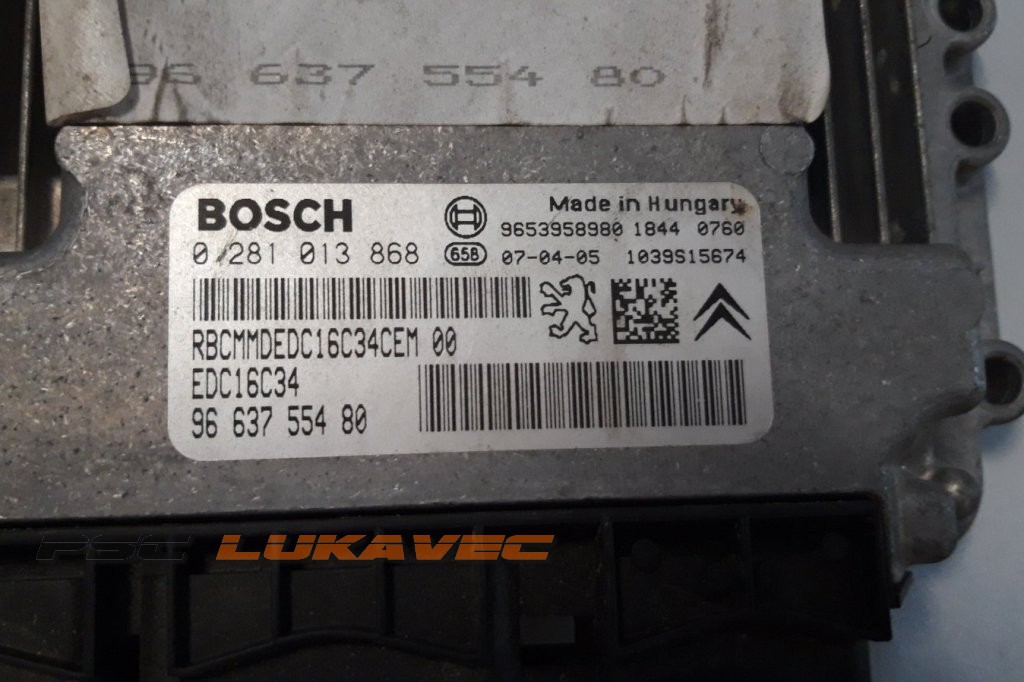 96 637 554 80
BOSCH
Made in Hungary
9653958980 1844 0760
0 281 013 868
658
07-04-05 1039S15674
RBCMMDEDC16C34CEM 00
EDC16C34
96 637 554 80
PSC LUKAVEC